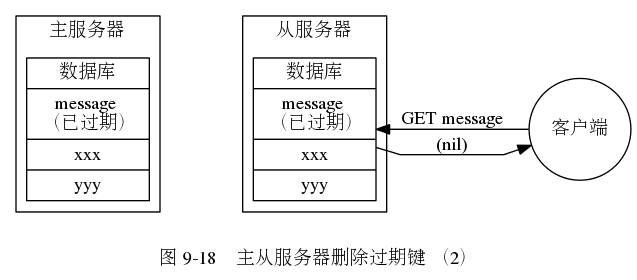 主服务器
数据库
message
（已过期）
xxx
yyy
从服务器
数据库
message
（已过期）
xxx
yyy
GET message
(nil)
客户端
图 9-18 主从服务器删除过期键 （2）